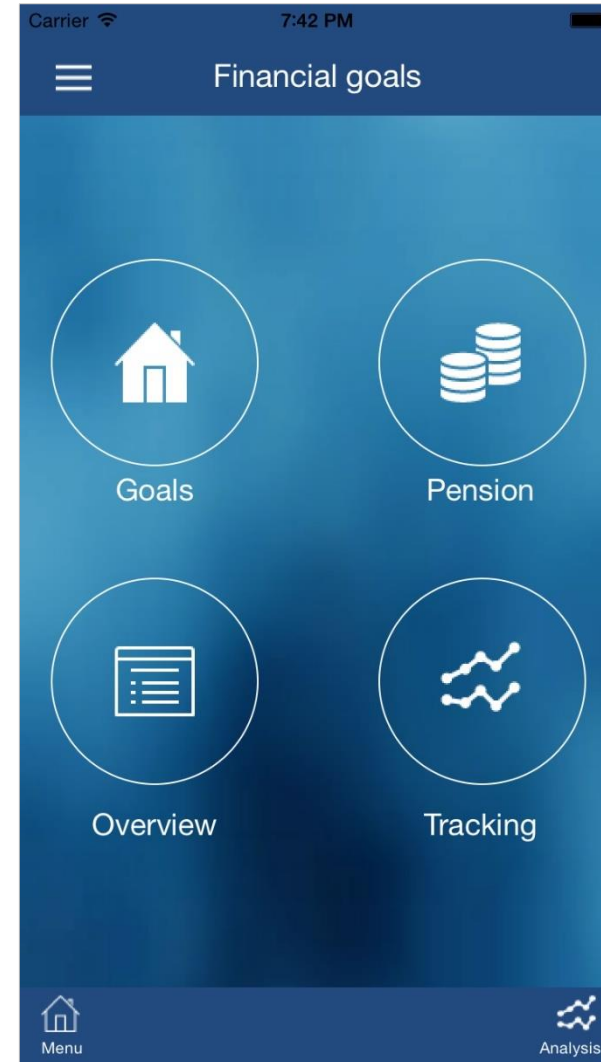 Carrier 7:42 PM
Financial goals
Goals Pension
Overview Tracking
Menu Analysis